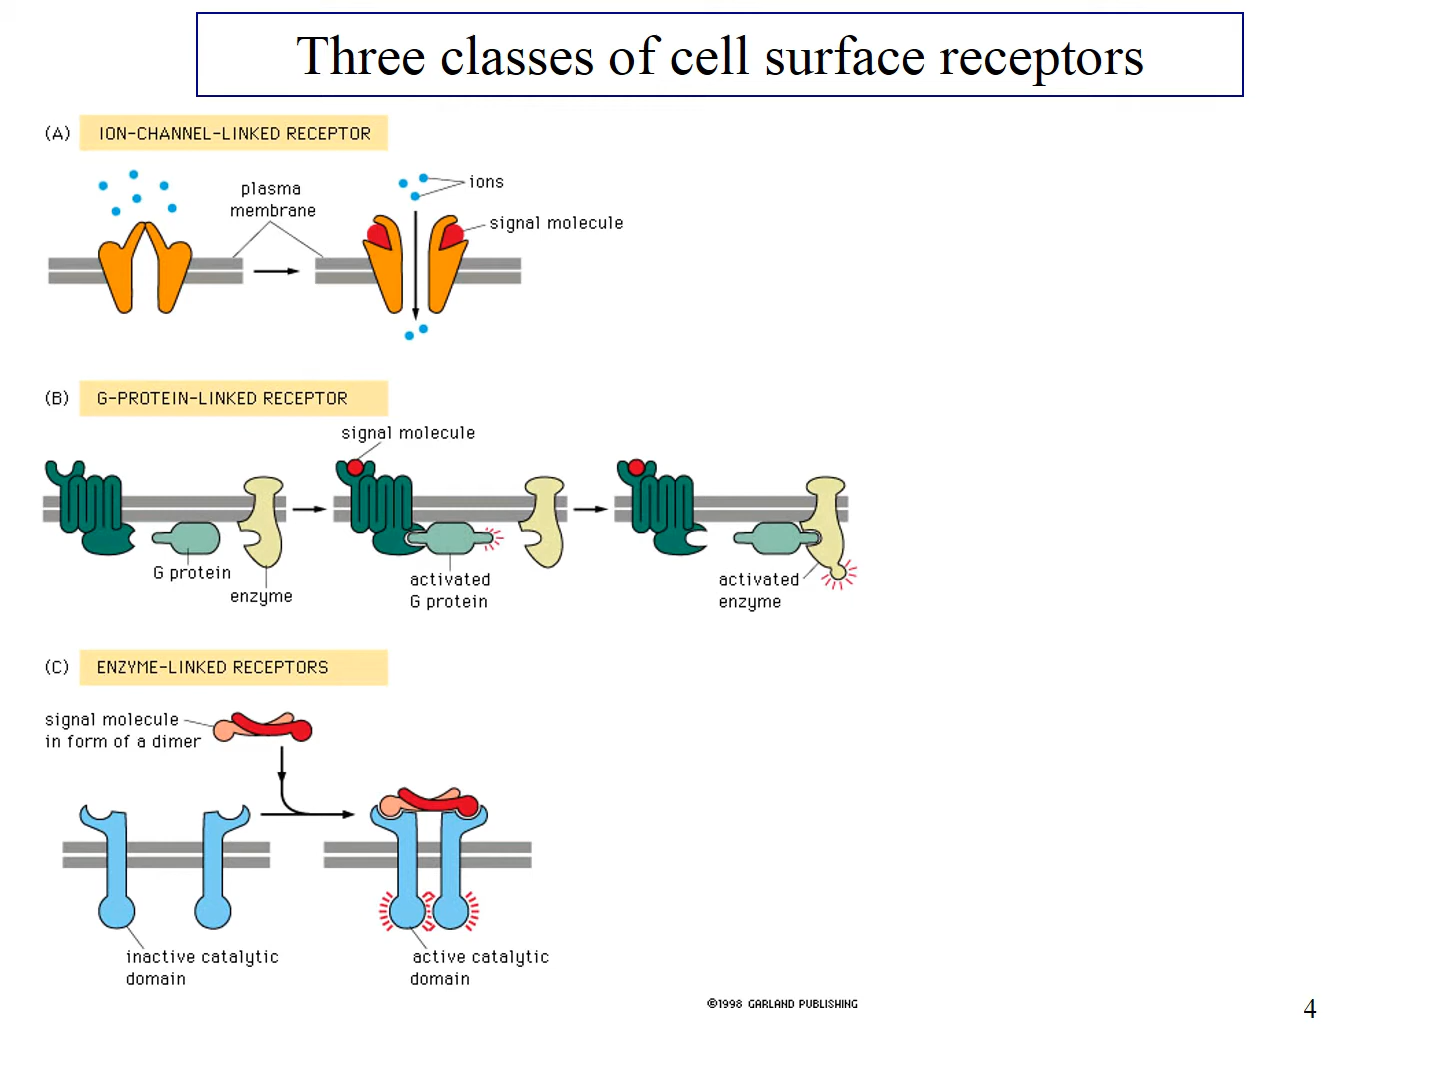 Three classes of cell surface receptors
(A) ION-CHANNEL-LINKED RECEPTOR
plasma
membrane
ions
signal molecule
(B) G-PROTEIN-LINKED RECEPTOR
signal molecule
G protein
enzyme
activated
G protein
activated
enzyme
(C) ENZYME-LINKED RECEPTORS
signal molecule
in form of a dimer
inactive catalytic
domain
active catalytic
domain
©1998 GARLAND PUBLISHING
4